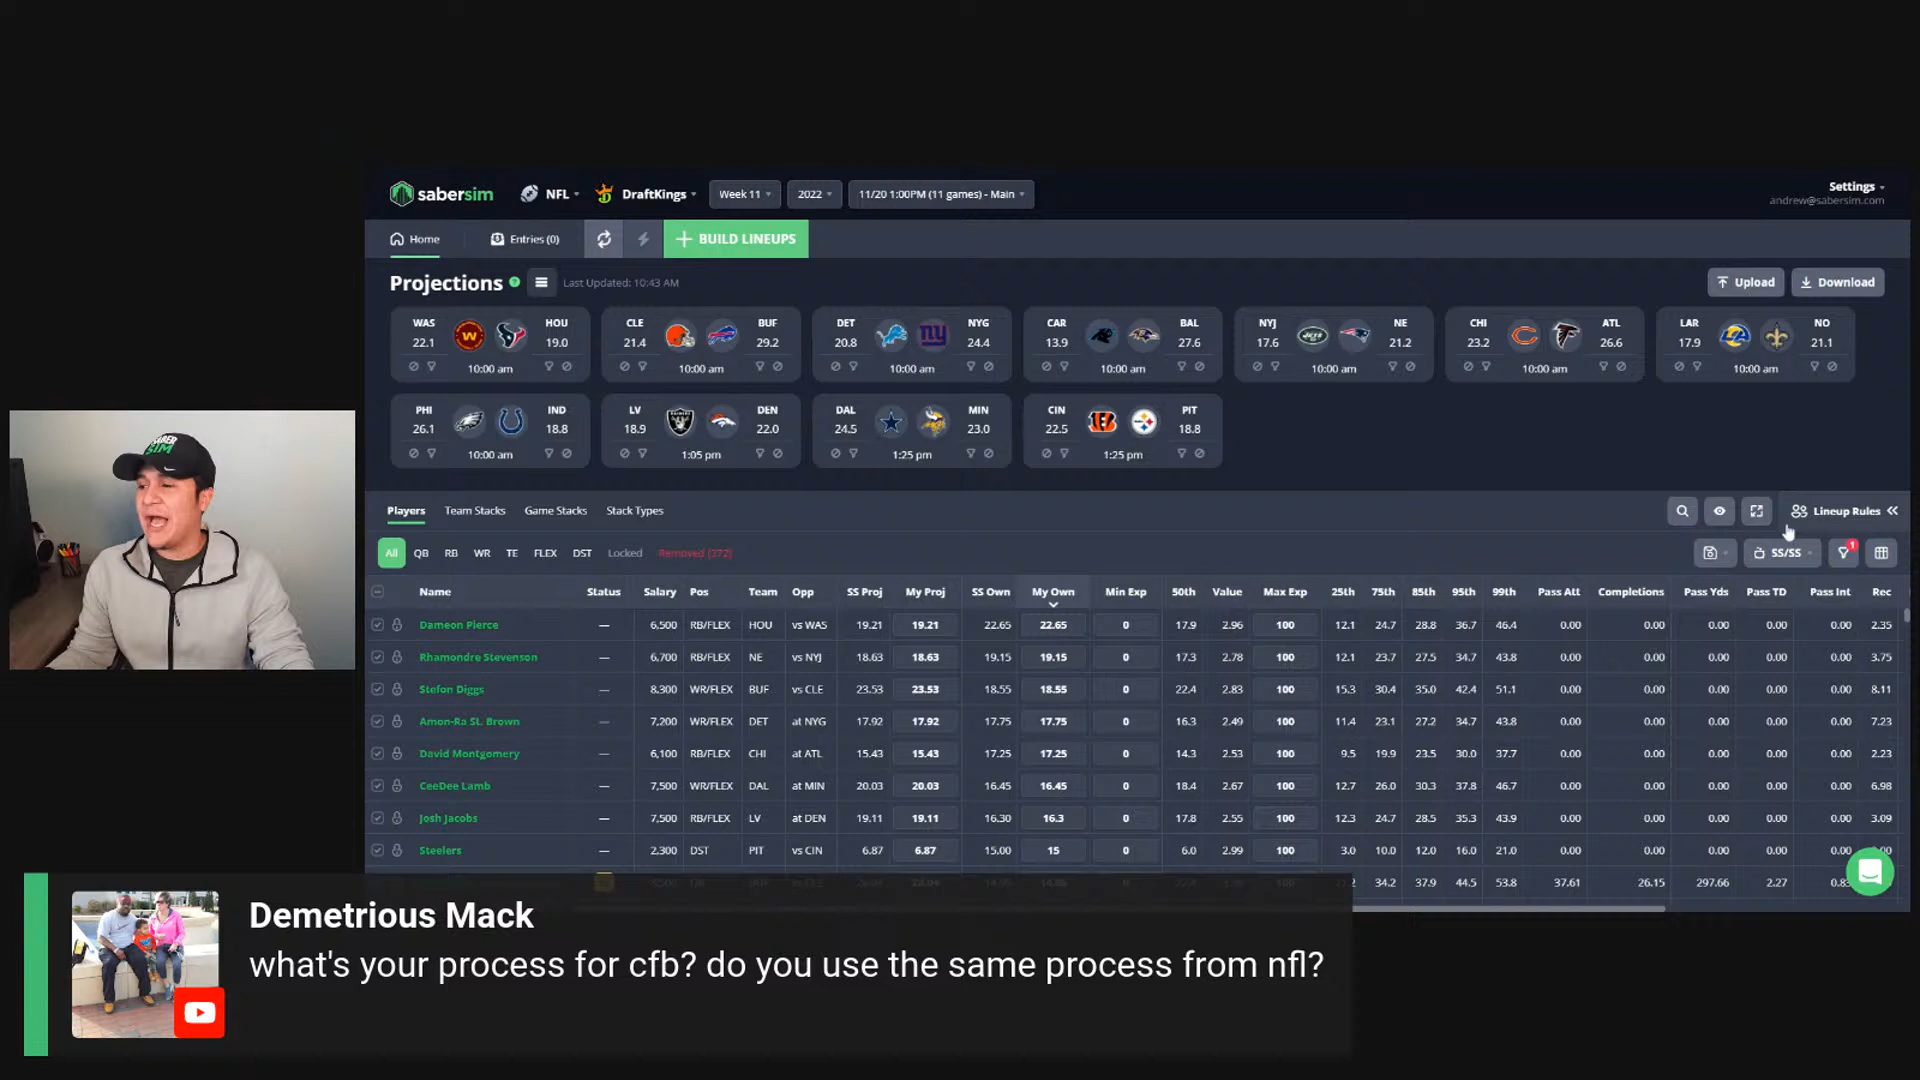 sabersim NFL DraftKings Week 11 2022 11/20 1:00PM (11 games) - Main Settings
andrew@sabersim.com
Home Entries (0) BUILD LINEUPS
Projections Last Updated: 10:43 AM Upload Download
WAS HOU CLE BUF DET NYG CAR BAL NYJ NE CHI ATL LAR NO
22.1 19.0 21.4 29.2 20.8 24.4 13.9 27.6 17.6 21.2 23.2 26.6 17.9 21.1
10:00 am 10:00 am 10:00 am 10:00 am 10:00 am 10:00 am 10:00 am
PHI IND LV DEN DAL MIN CIN PIT
26.1 18.8 18.9 22.0 24.5 23.0 22.5 18.8
10:00 am 1:05 pm 1:25 pm 1:25 pm
SABER
SIM
Players Team Stacks Game Stacks Stack Types Lineup Rules
All QB RB WR TE FLEX DST Locked Removed (372) SS/SS 1
Name Status Salary Pos Team Opp SS Proj My Proj SS Own My Own Min Exp 50th Value Max Exp 25th 75th 85th 95th 99th Pass Att Completions Pass Yds Pass TD Pass Int Rec
Dameon Pierce — 6,500 RB/FLEX HOU vs WAS 19.21 19.21 22.65 22.65 0 17.9 2.96 100 12.1 24.7 28.8 36.7 46.4 0.00 0.00 0.00 0.00 0.00 2.35
Rhamondre Stevenson — 6,700 RB/FLEX NE vs NYJ 18.63 18.63 19.15 19.15 0 17.3 2.78 100 12.1 23.7 27.5 34.7 43.8 0.00 0.00 0.00 0.00 0.00 3.75
Stefon Diggs — 8,300 WR/FLEX BUF vs CLE 23.53 23.53 18.55 18.55 0 22.4 2.83 100 15.3 30.4 35.0 42.4 51.1 0.00 0.00 0.00 0.00 0.00 8.11
Amon-Ra St. Brown — 7,200 WR/FLEX DET at NYG 17.92 17.92 17.75 17.75 0 16.3 2.49 100 11.4 23.1 27.2 34.7 43.8 0.00 0.00 0.00 0.00 0.00 7.23
David Montgomery — 6,100 RB/FLEX CHI at ATL 15.43 15.43 17.25 17.25 0 14.3 2.53 100 9.5 19.9 23.5 30.0 37.7 0.00 0.00 0.00 0.00 0.00 2.23
CeeDee Lamb — 7,500 WR/FLEX DAL at MIN 20.03 20.03 16.45 16.45 0 18.4 2.67 100 12.7 26.0 30.3 37.8 46.7 0.00 0.00 0.00 0.00 0.00 6.98
Josh Jacobs — 7,500 RB/FLEX LV at DEN 19.11 19.11 16.30 16.3 0 17.8 2.55 100 12.3 24.7 28.5 35.3 43.9 0.00 0.00 0.00 0.00 0.00 3.09
Steelers — 2,300 DST PIT vs CIN 6.87 6.87 15.00 15 0 6.0 2.99 100 3.0 10.0 12.0 16.0 21.0 0.00 0.00 0.00 0.00 0.00
34.2 37.9 44.5 53.8 37.61 26.15 297.66 2.27
Demetrious Mack
what's your process for cfb? do you use the same process from nfl?